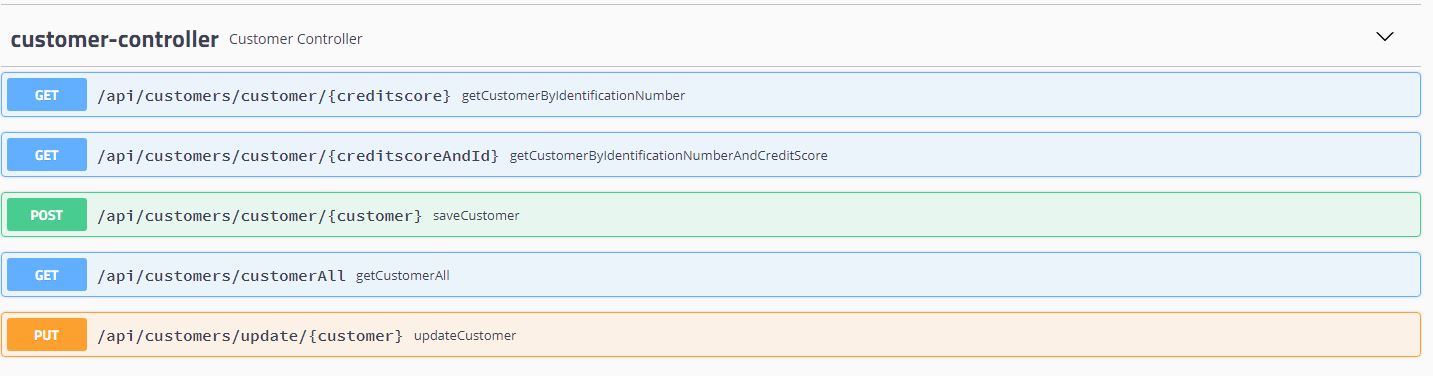 customer-controller Customer Controller
GET /api/customers/customer/{creditscore} getCustomerByIdentificationNumber
GET /api/customers/customer/{creditscoreAndId} getCustomerByIdentificationNumberAndCreditScore
POST /api/customers/customer/{customer} saveCustomer
GET /api/customers/customerAll getCustomerAll
PUT /api/customers/update/{customer} updateCustomer